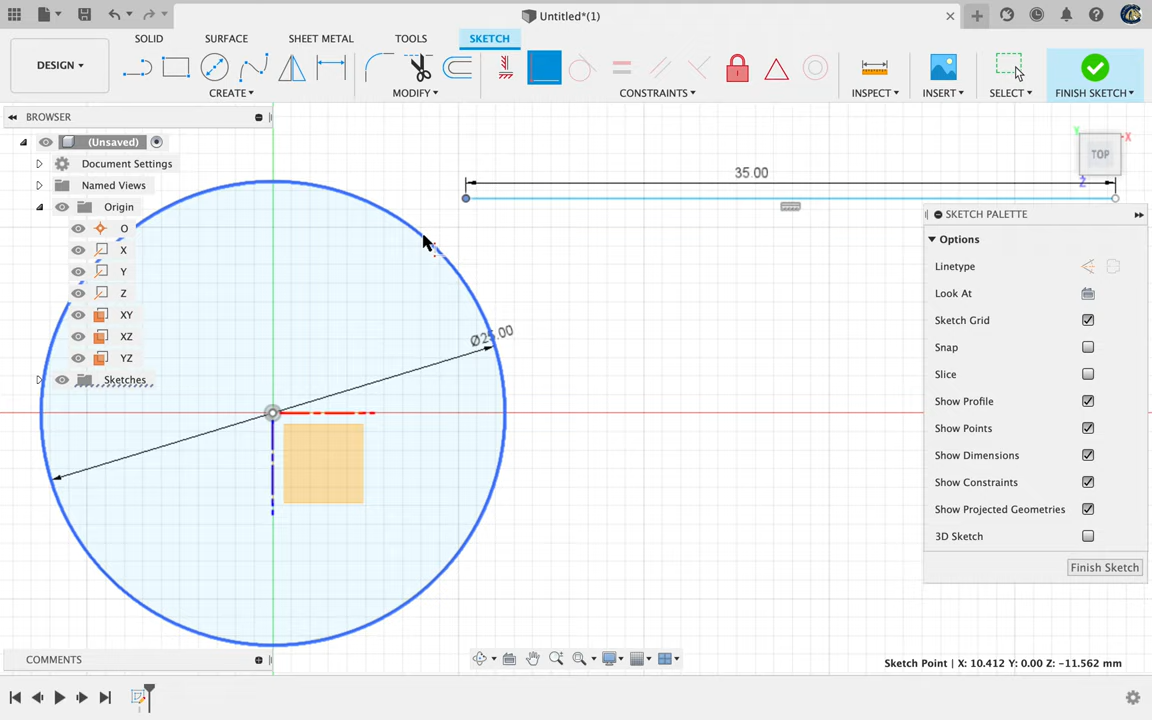 Untitled*(1)
SOLID
SURFACE
SHEET METAL
TOOLS
SKETCH
DESIGN
CREATE
MODIFY
CONSTRAINTS
INSPECT
INSERT
SELECT
FINISH SKETCH
BROWSER
(Unsaved)
Document Settings
Named Views
Origin
O
X
Y
Z
XY
XZ
YZ
Sketches
35.00
Ø25.00
Y
X
TOP
Z
SKETCH PALETTE
Options
Linetype
Look At
Sketch Grid
Snap
Slice
Show Profile
Show Points
Show Dimensions
Show Constraints
Show Projected Geometries
3D Sketch
Finish Sketch
COMMENTS
Sketch Point | X: 10.412 Y: 0.00 Z: -11.562 mm